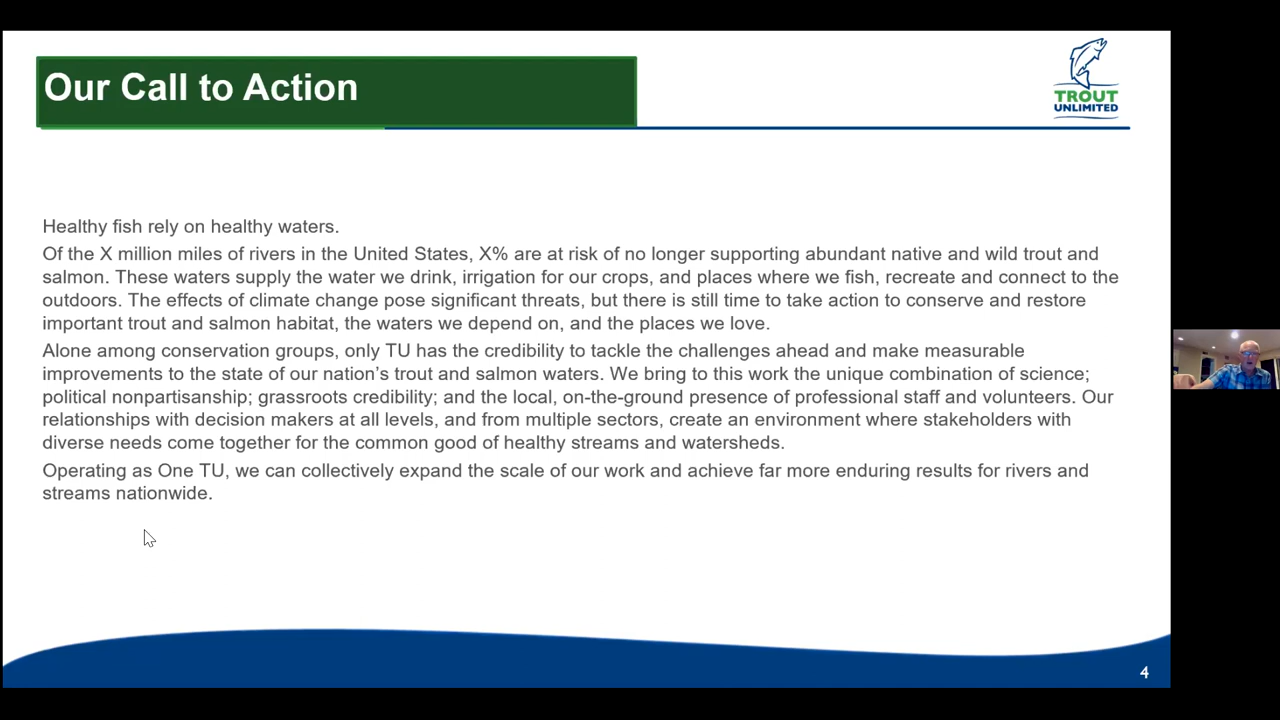 Our Call to Action
TROUT
UNLIMITED
Healthy fish rely on healthy waters.
Of the X million miles of rivers in the United States, X% are at risk of no longer supporting abundant native and wild trout and
salmon. These waters supply the water we drink, irrigation for our crops, and places where we fish, recreate and connect to the
outdoors. The effects of climate change pose significant threats, but there is still time to take action to conserve and restore
important trout and salmon habitat, the waters we depend on, and the places we love.
Alone among conservation groups, only TU has the credibility to tackle the challenges ahead and make measurable
improvements to the state of our nation’s trout and salmon waters. We bring to this work the unique combination of science;
political nonpartisanship; grassroots credibility; and the local, on-the-ground presence of professional staff and volunteers. Our
relationships with decision makers at all levels, and from multiple sectors, create an environment where stakeholders with
diverse needs come together for the common good of healthy streams and watersheds.
Operating as One TU, we can collectively expand the scale of our work and achieve far more enduring results for rivers and
streams nationwide.
4